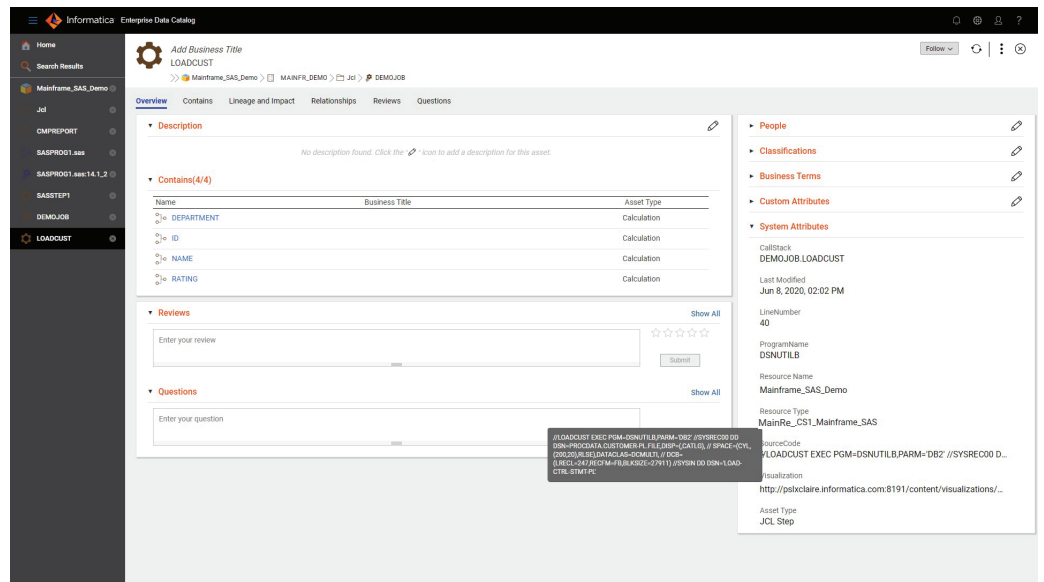 Informatica Enterprise Data Catalog
?
Home
Search Results
Mainframe_SAS_Demo
Jcl
CMPREPORT
SASPROG1.sas
SASPROG1.sas:14.1_2
SASSTEP1
DEMOJOB
LOADCUST
Add Business Title
LOADCUST
Mainframe_SAS_Demo > MAINFR_DEMO > Jcl > DEMOJOB
Follow
Overview Contains Lineage and Impact Relationships Reviews Questions
Description
No description found. Click the " " icon to add a description for this asset.
Contains(4/4)
Name Business Title Asset Type
DEPARTMENT Calculation
ID Calculation
NAME Calculation
RATING Calculation
Reviews Show All
Enter your review
Submit
Questions Show All
Enter your question
//LOADCUST EXEC PGM=DSNUTILB,PARM='DB2' //SYSREC00 DD
DSN=PROCDATA.CUSTOMER-PL.FILE,DISP=(,CATLG), // SPACE=(CYL,
(200,20),RLSE),DATACLAS=DCMULTI, // DCB=
(LRECL=247,RECFM=FB,BLKSIZE=27911) //SYSIN DD DSN='LOAD-
CTRL-STMT-PL'
People
Classifications
Business Terms
Custom Attributes
System Attributes
CallStack
DEMOJOB.LOADCUST
Last Modified
Jun 8, 2020, 02:02 PM
LineNumber
40
ProgramName
DSNUTILB
Resource Name
Mainframe_SAS_Demo
Resource Type
MainRe_CS1_Mainframe_SAS
SourceCode
//LOADCUST EXEC PGM=DSNUTILB,PARM='DB2' //SYSREC00 D...
Visualization
http://pslxclaire.informatica.com:8191/content/visualizations/...
Asset Type
JCL Step